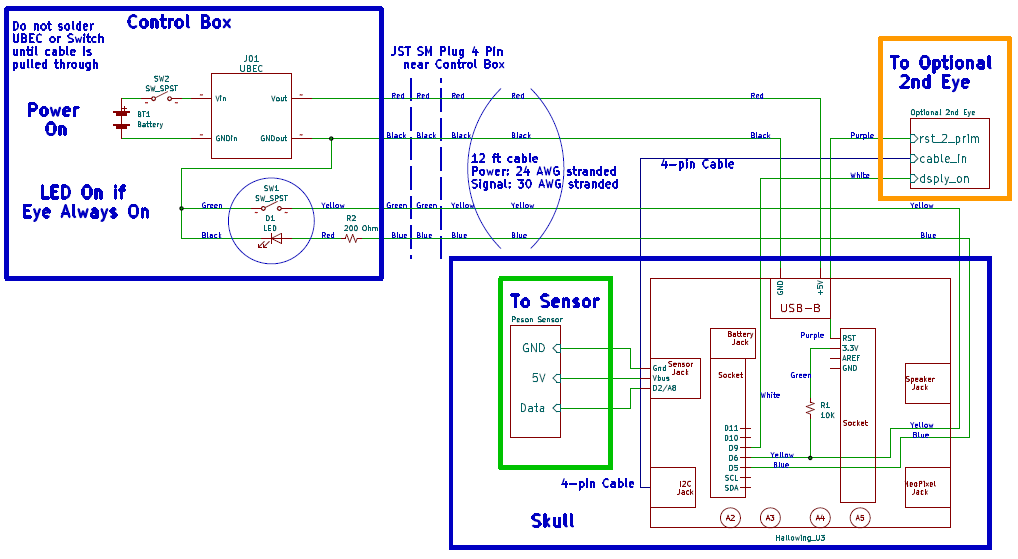 Do not solder
UBEC or Switch
until cable is
pulled through
Control Box
JO1
UBEC
SW2
SW_SPST
Vin
Vout
BT1
Battery
GNDin
GNDout
Power
On
LED On if
Eye Always On
SW1
SW_SPST
Green
Yellow
D1
LED
Black
Red
R2
200 Ohm
JST SM Plug 4 Pin
near Control Box
Red
Red
Red
Red
Red
Black
Black
Black
Black
Black
12 ft cable
Power: 24 AWG stranded
Signal: 30 AWG stranded
Green
Green
Yellow
Yellow
Yellow
Blue
Blue
Blue
Blue
Blue
4-pin Cable
To Optional
2nd Eye
Optional 2nd Eye
Purple
rst_2_prim
cable_in
White
dsply_on
To Sensor
Peson Sensor
GND
5V
Data
GND
+5V
USB-B
Purple
Battery
Jack
RST
3.3V
AREF
GND
Sensor
Jack
Gnd
Vbus
D2/A8
Socket
Green
White
R1
10K
Socket
Speaker
Jack
D11
D10
D9
D6
D5
SCL
SDA
Yellow
Blue
Yellow
Blue
4-pin Cable
I2C
Jack
NeoPixel
Jack
A2
A3
A4
A5
Skull
Hallowing_U3